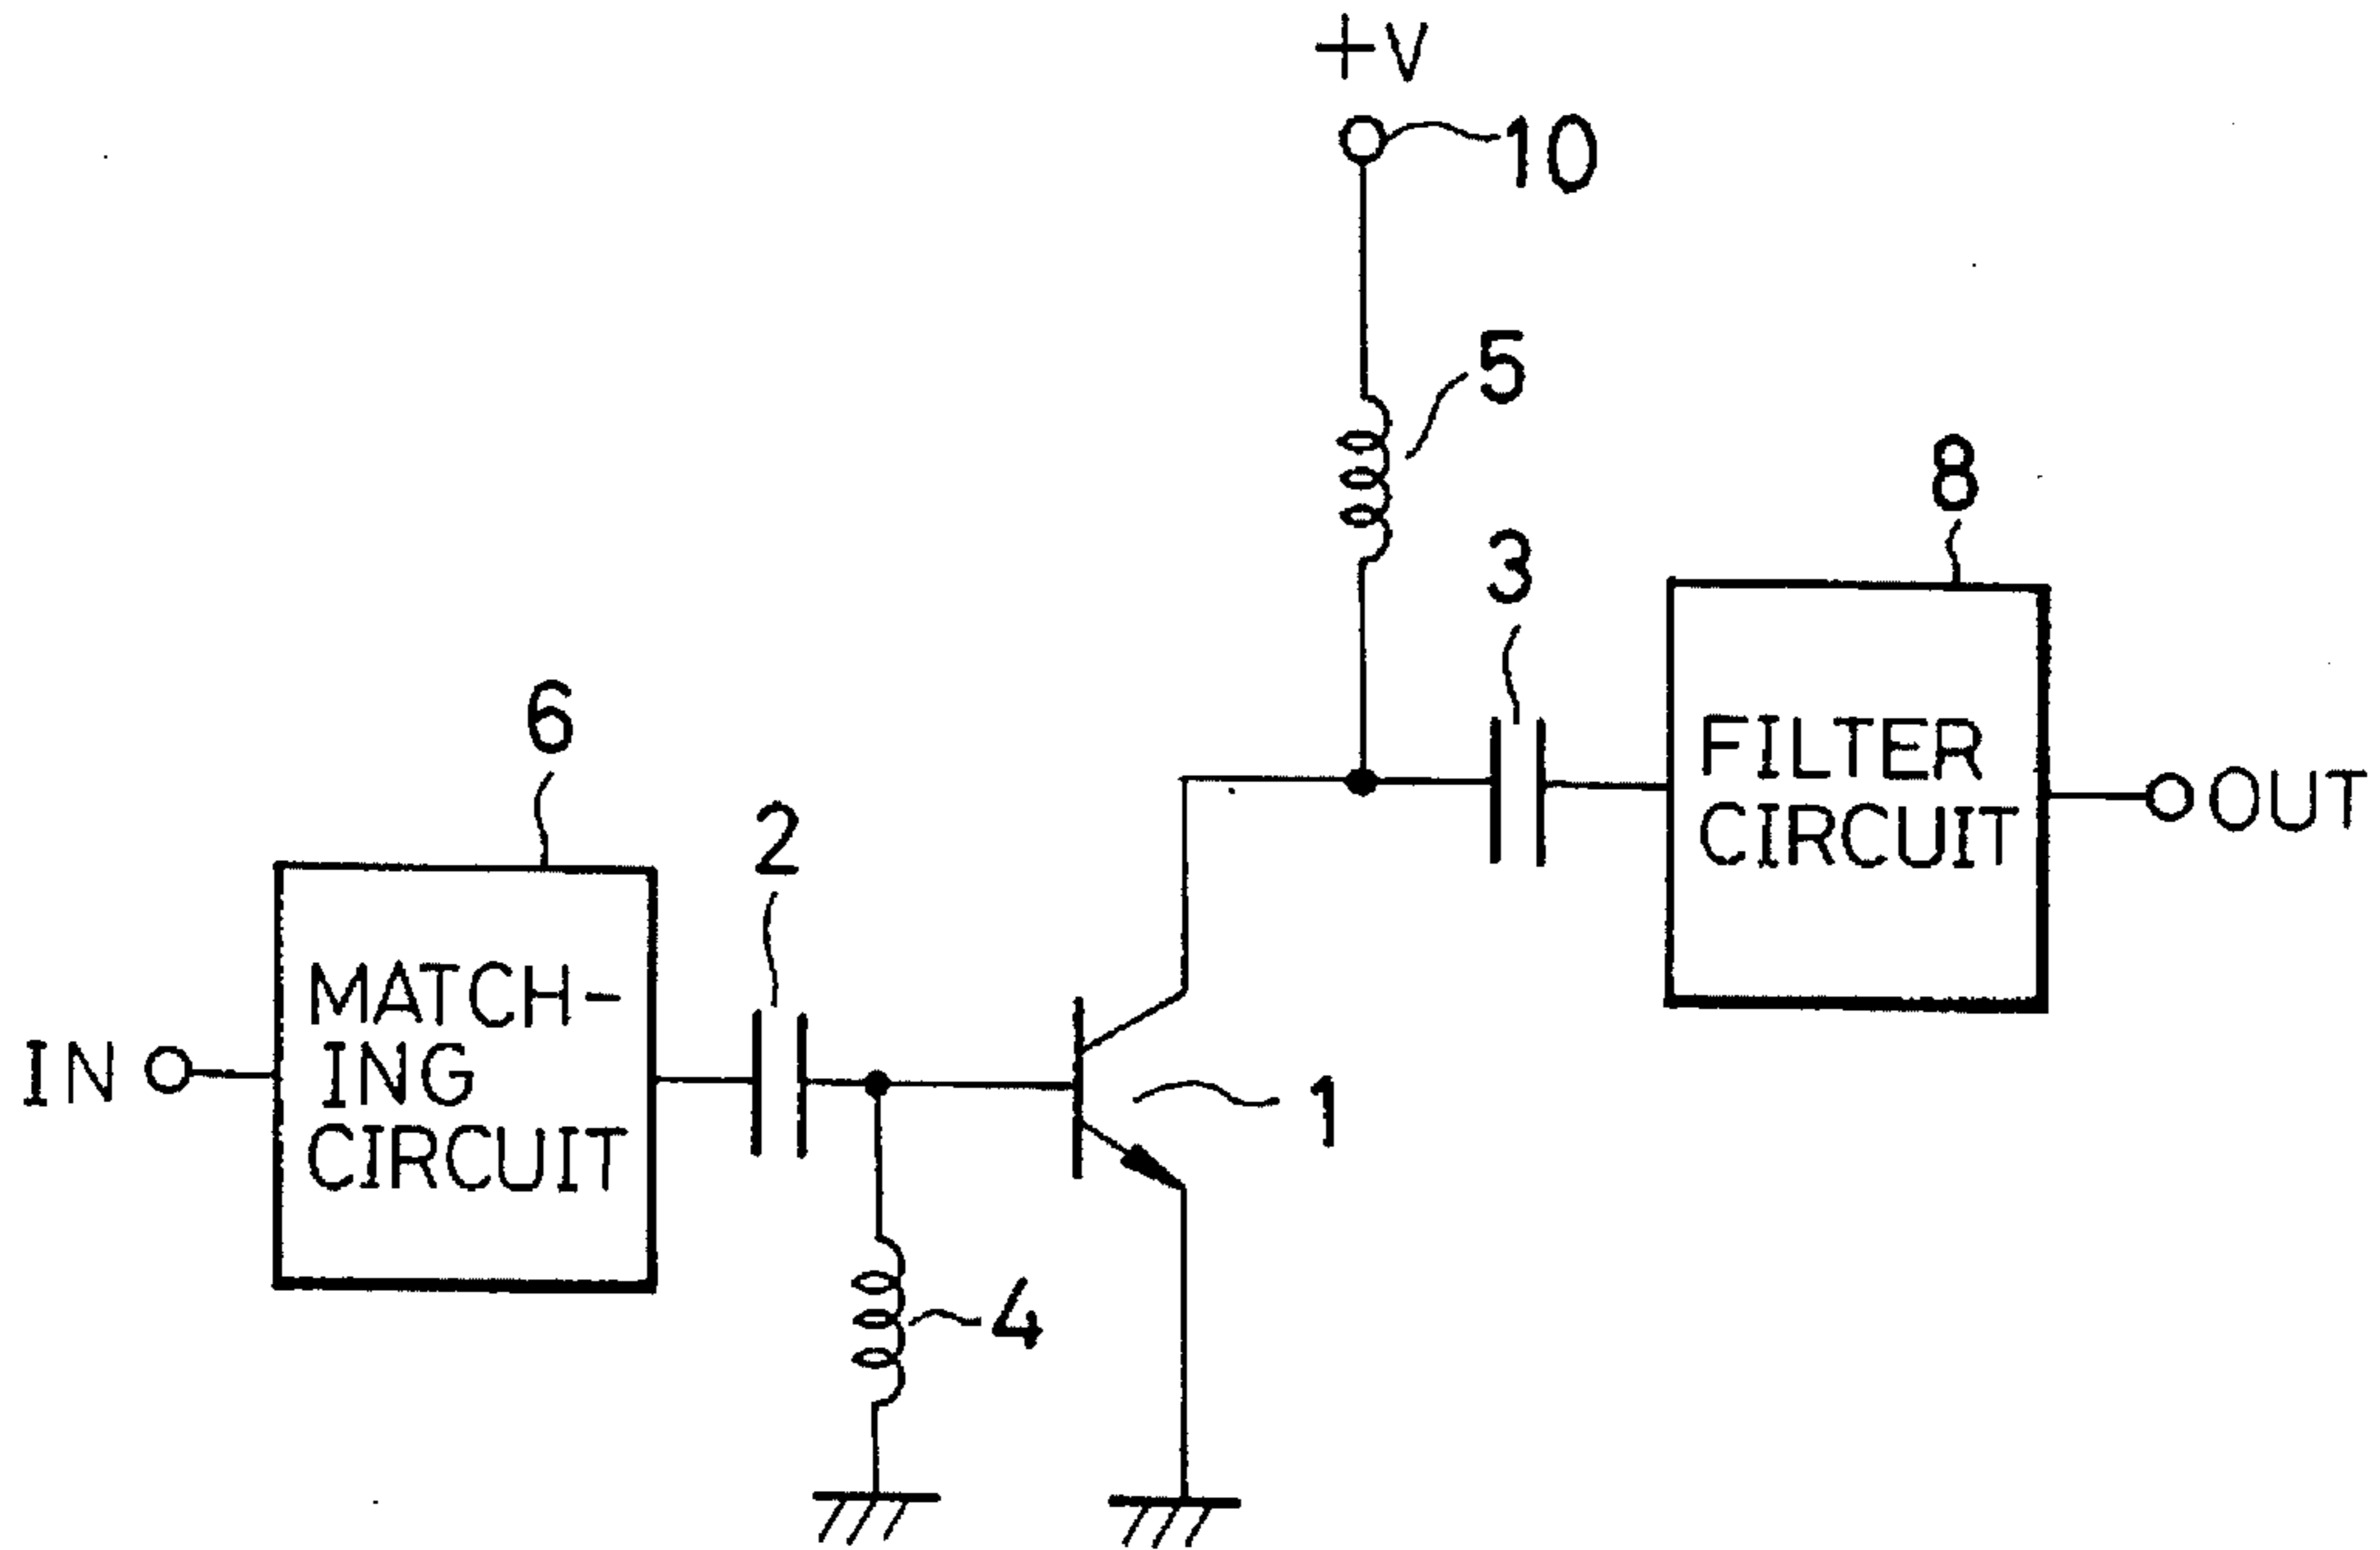 +V
10
5
8
3
6
FILTER
CIRCUIT
OUT
2
MATCH-
ING
CIRCUIT
IN
1
4